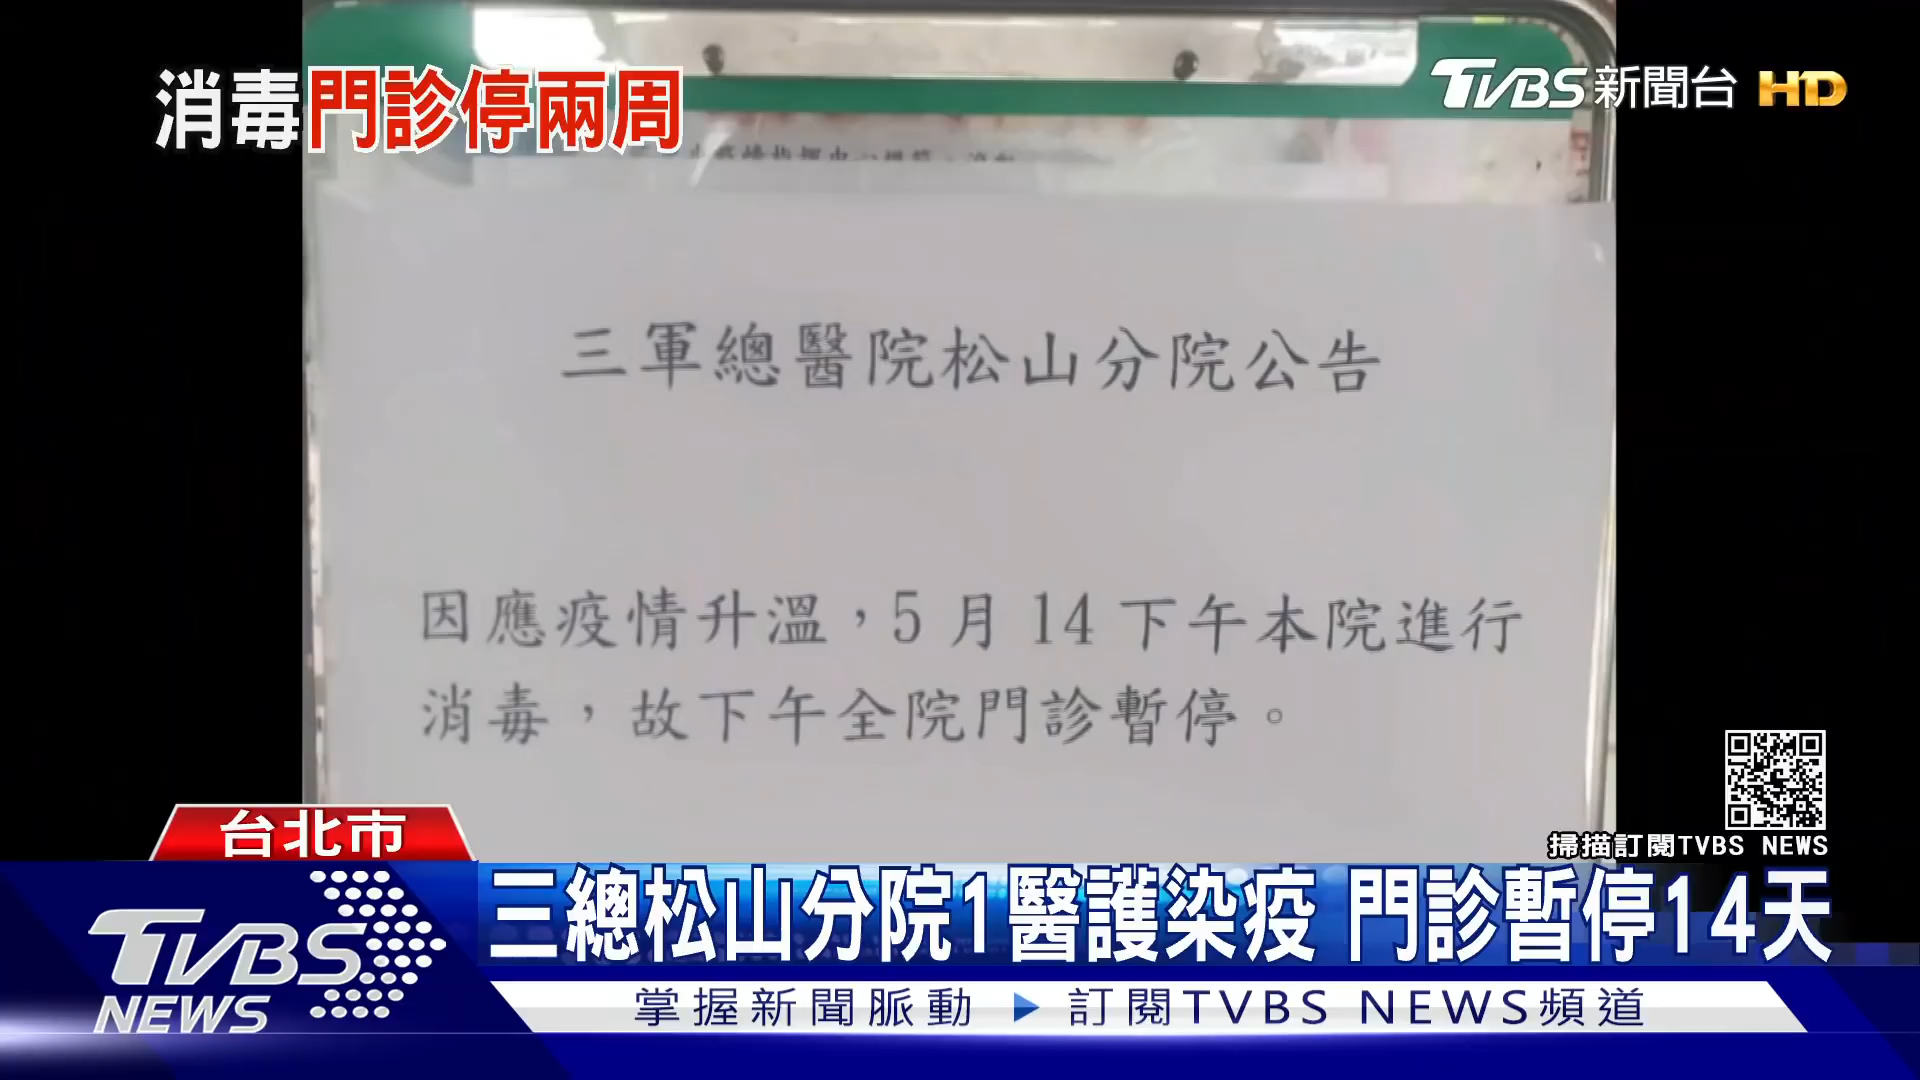 消毒門診停兩周
TVBS新聞台 HD
三軍總醫院松山分院公告
因應疫情升溫，5月14下午本院進行
消毒，故下午全院門診暫停。
掃描訂閱TVBS NEWS
台北市
三總松山分院1醫護染疫 門診暫停14天
TVBS
NEWS
掌握新聞脈動 ▶ 訂閱TVBS NEWS頻道